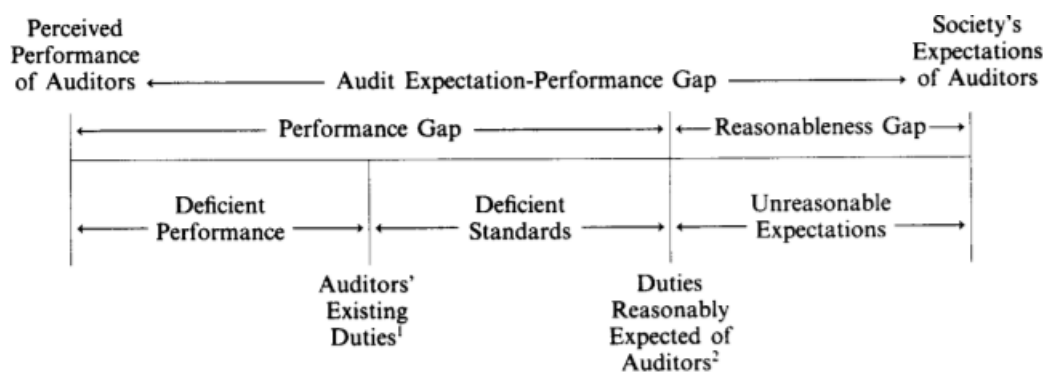 Perceived
Performance
of Auditors
Audit Expectation-Performance Gap
Society's
Expectations
of Auditors
Performance Gap
Reasonableness Gap
Deficient
Performance
Deficient
Standards
Unreasonable
Expectations
Auditors'
Existing
Duties¹
Duties
Reasonably
Expected of
Auditors²